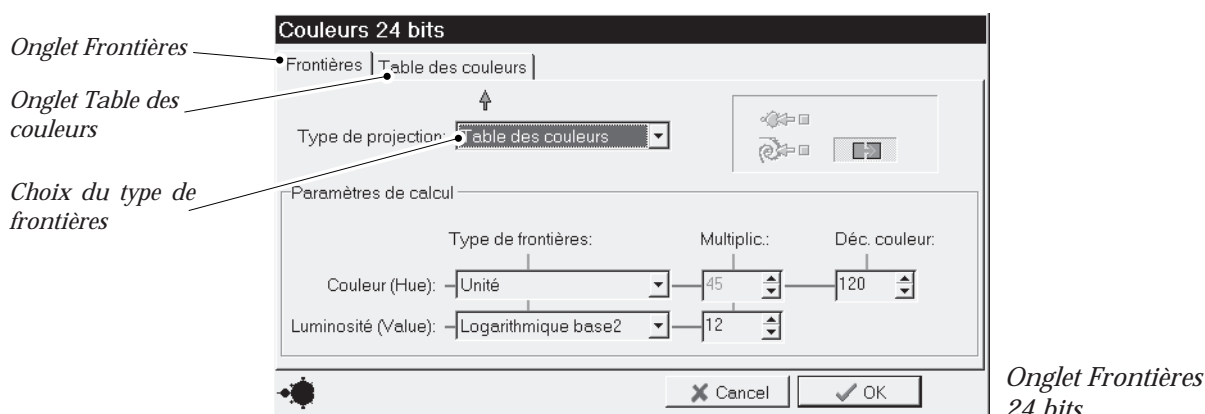 Couleurs 24 bits
Onglet Frontières
Frontières
Table des couleurs
Onglet Table des
couleurs
Type de projection:
Table des couleurs
Choix du type de
frontières
Paramètres de calcul
Type de frontières:
Multiplic.:
Déc. couleur:
Couleur (Hue):
Unité
45
120
Luminosité (Value):
Logarithmique base2
12
Cancel
OK
Onglet Frontières
24 bits